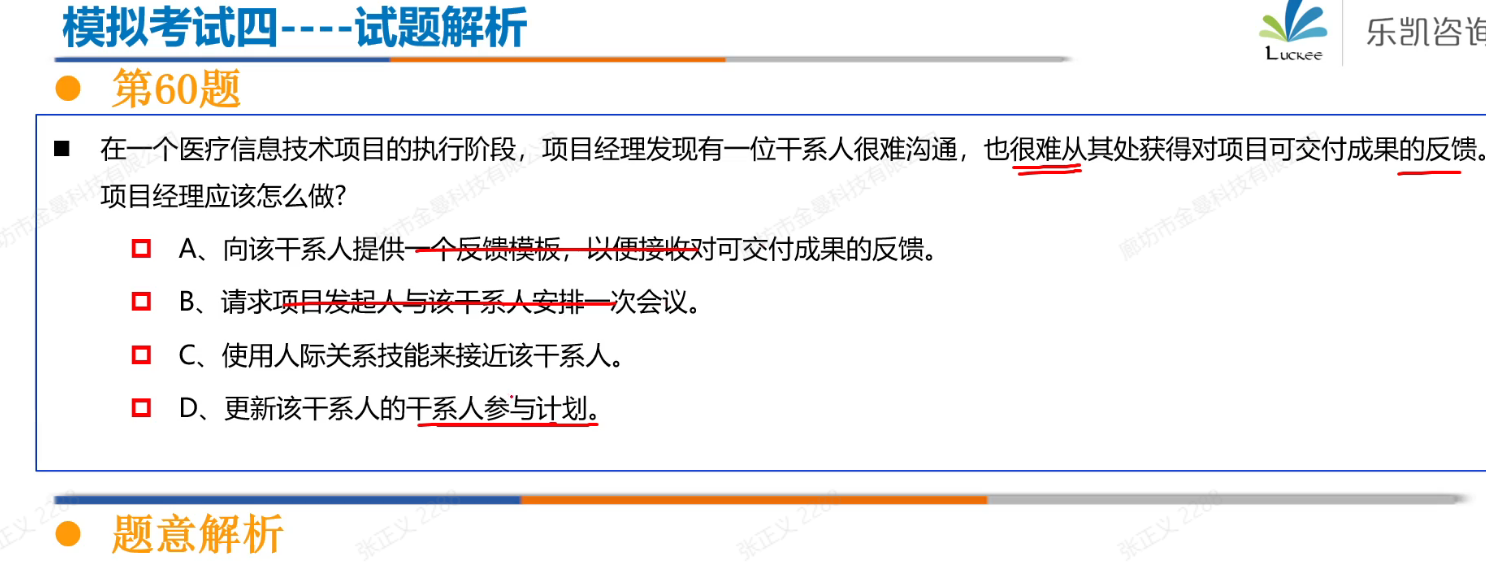 模拟考试四----试题解析
Luckee
乐凯咨询
第60题
在一个医疗信息技术项目的执行阶段，项目经理发现有一位干系人很难沟通，也很难从其处获得对项目可交付成果的反馈。
项目经理应该怎么做？
A、向该干系人提供一个反馈模板，以便接收对可交付成果的反馈。
B、请求项目发起人与该干系人安排一次会议。
C、使用人际关系技能来接近该干系人。
D、更新该干系人的干系人参与计划。
题意解析
廊坊市金曼科技有限公司
张正义 2280